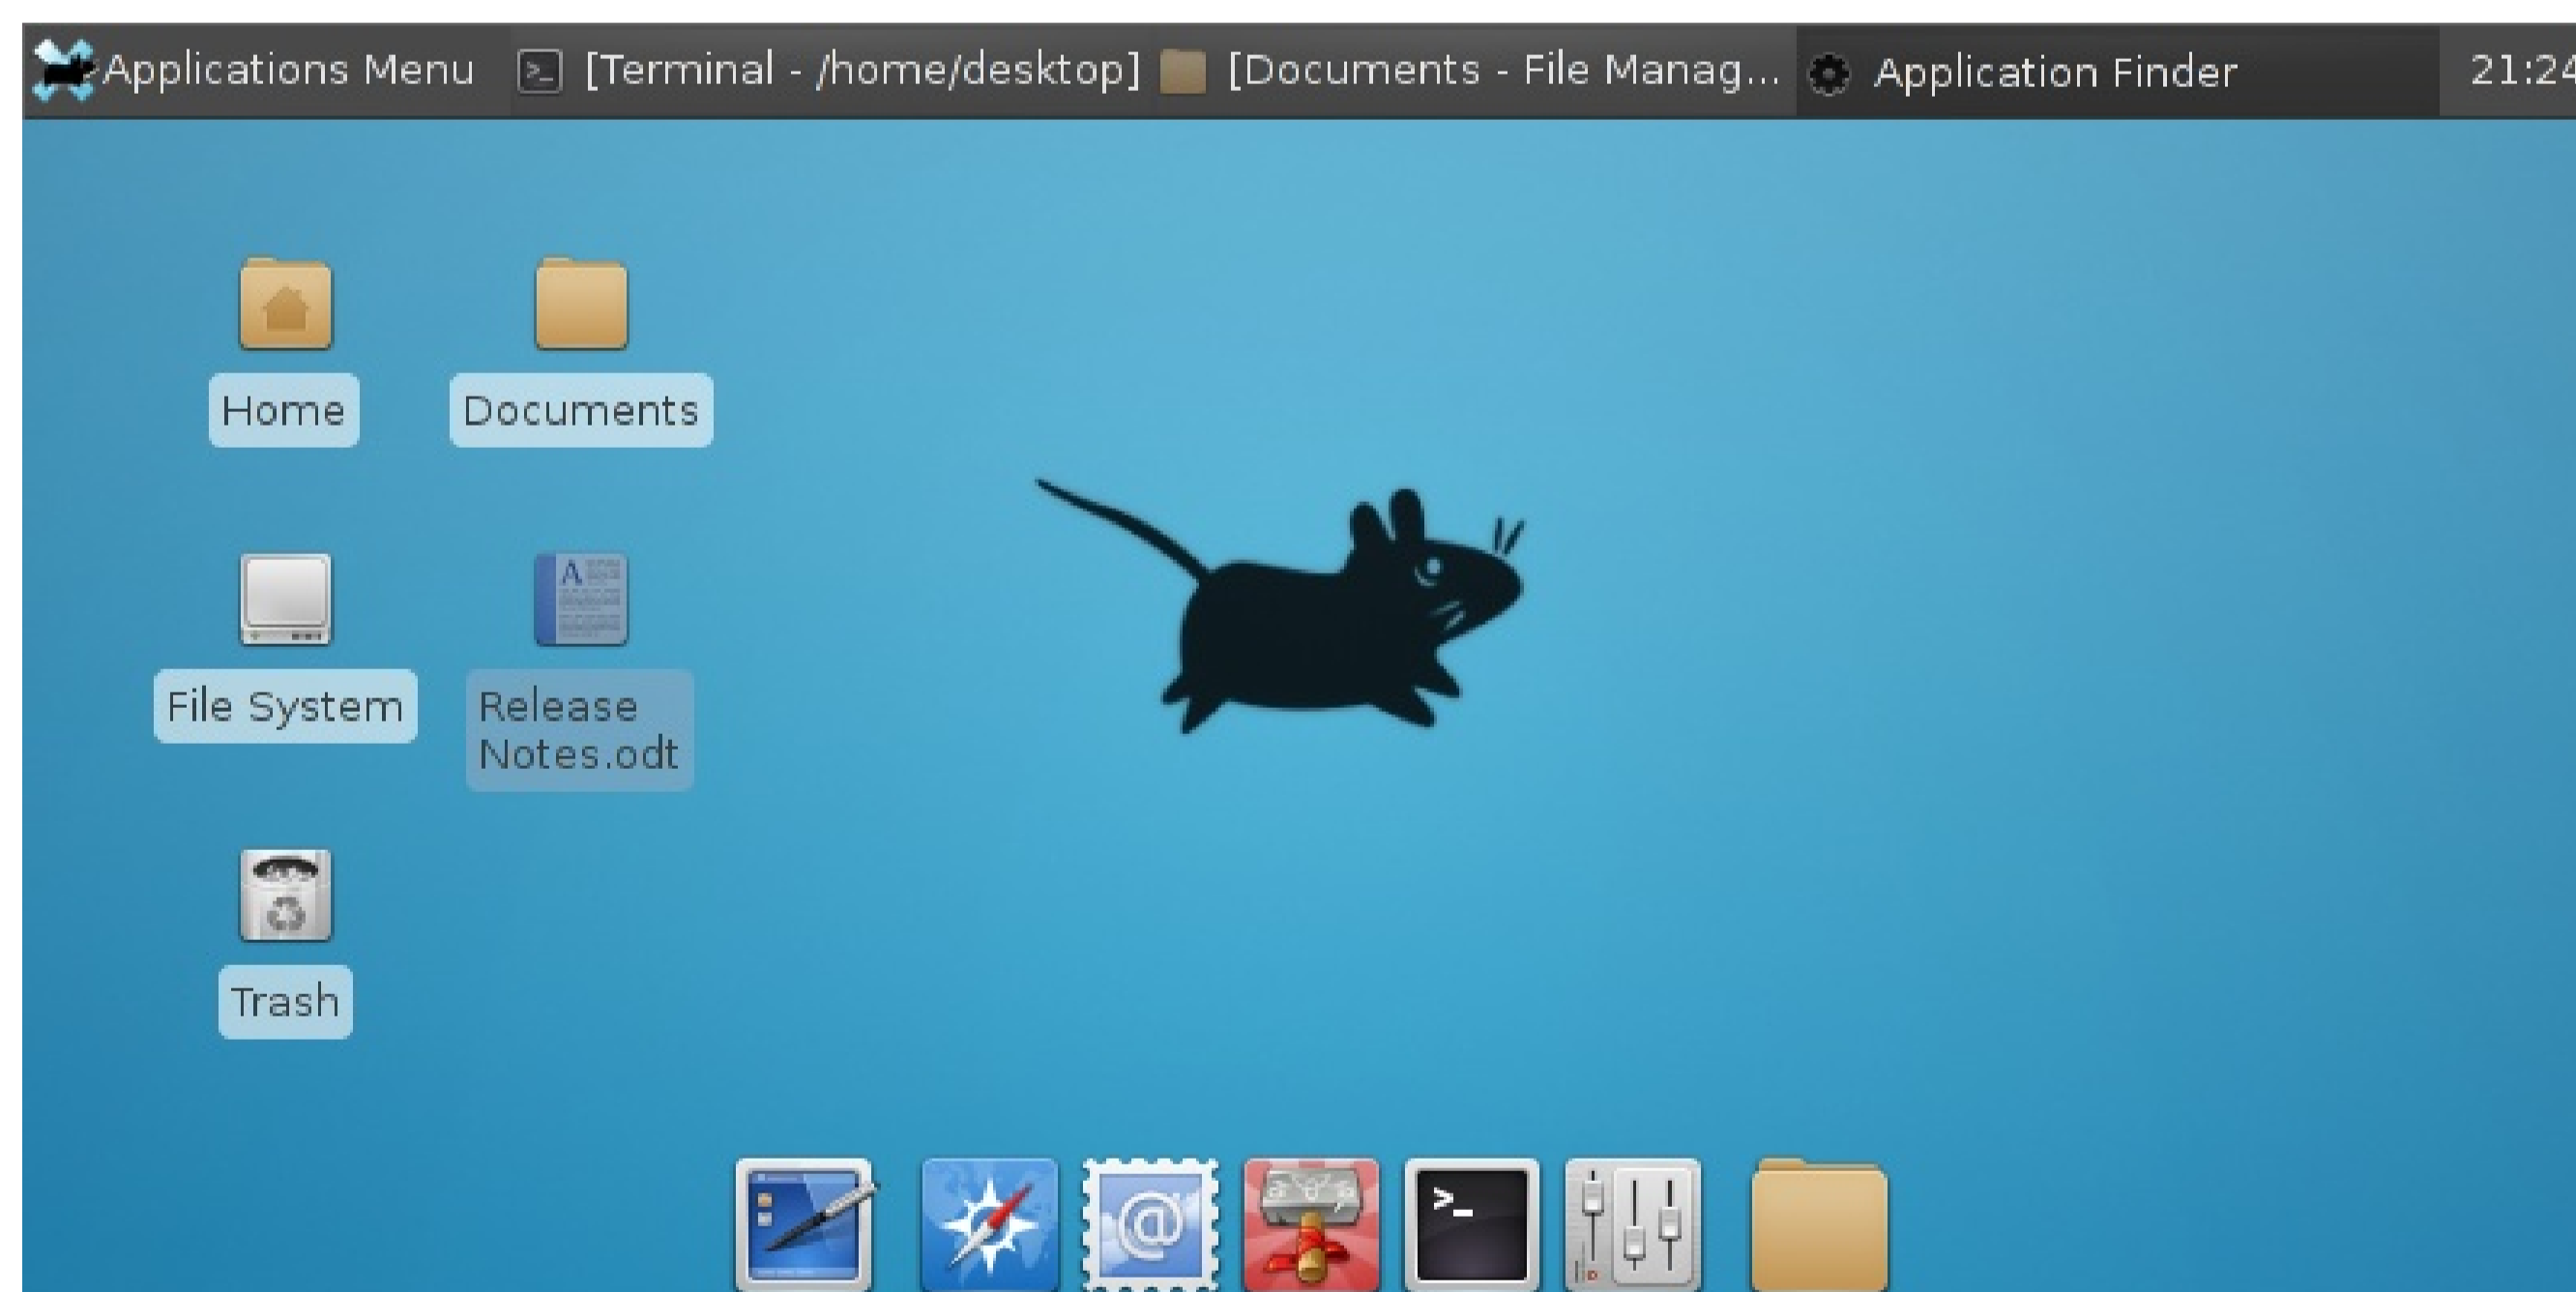 Applications Menu
[Terminal - /home/desktop]
[Documents - File Manag...
Application Finder
21:24
Home
Documents
File System
Release
Notes.odt
Trash